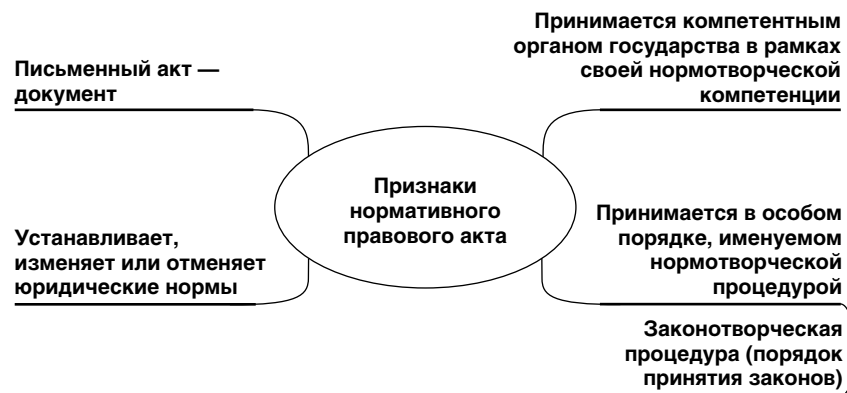 Признаки
нормативного
правового акта
Письменный акт —
документ
Устанавливает,
изменяет или отменяет
юридические нормы
Принимается компетентным
органом государства в рамках
своей нормотворческой
компетенции
Принимается в особом
порядке, именуемом
нормотворческой
процедурой
Законотворческая
процедура (порядок
принятия законов)